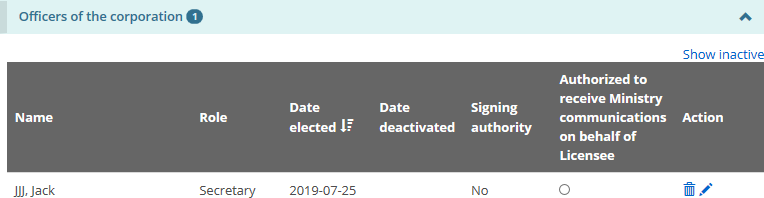 Officers of the corporation 1
Show inactive
Name
Role
Date
elected
Date
deactivated
Signing
authority
Authorized to
receive Ministry
communications
on behalf of
Licensee
Action
JJJ, Jack Secretary 2019-07-25 No